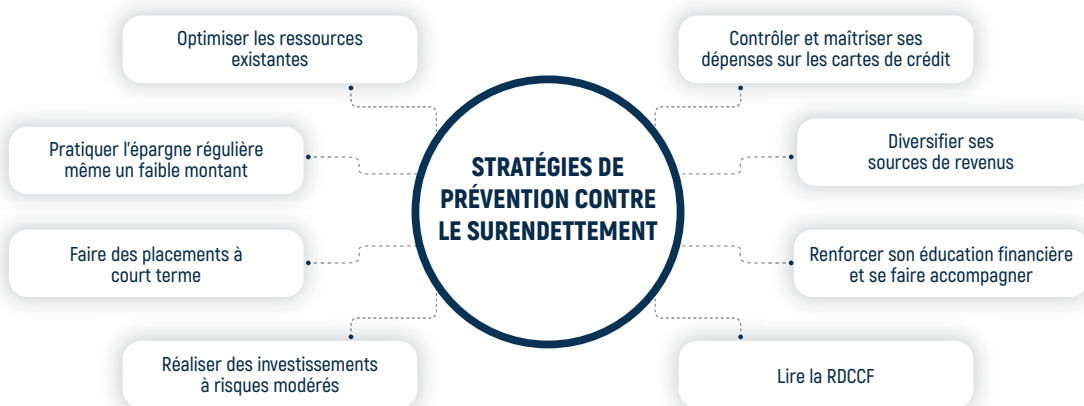 Optimiser les ressources
existantes
Pratiquer l'épargne régulière
même un faible montant
Faire des placements à
court terme
Réaliser des investissements
à risques modérés
STRATÉGIES DE
PRÉVENTION CONTRE
LE SURENDETTEMENT
Contrôler et maîtriser ses
dépenses sur les cartes de crédit
Diversifier ses
sources de revenus
Renforcer son éducation financière
et se faire accompagner
Lire la RDCCF